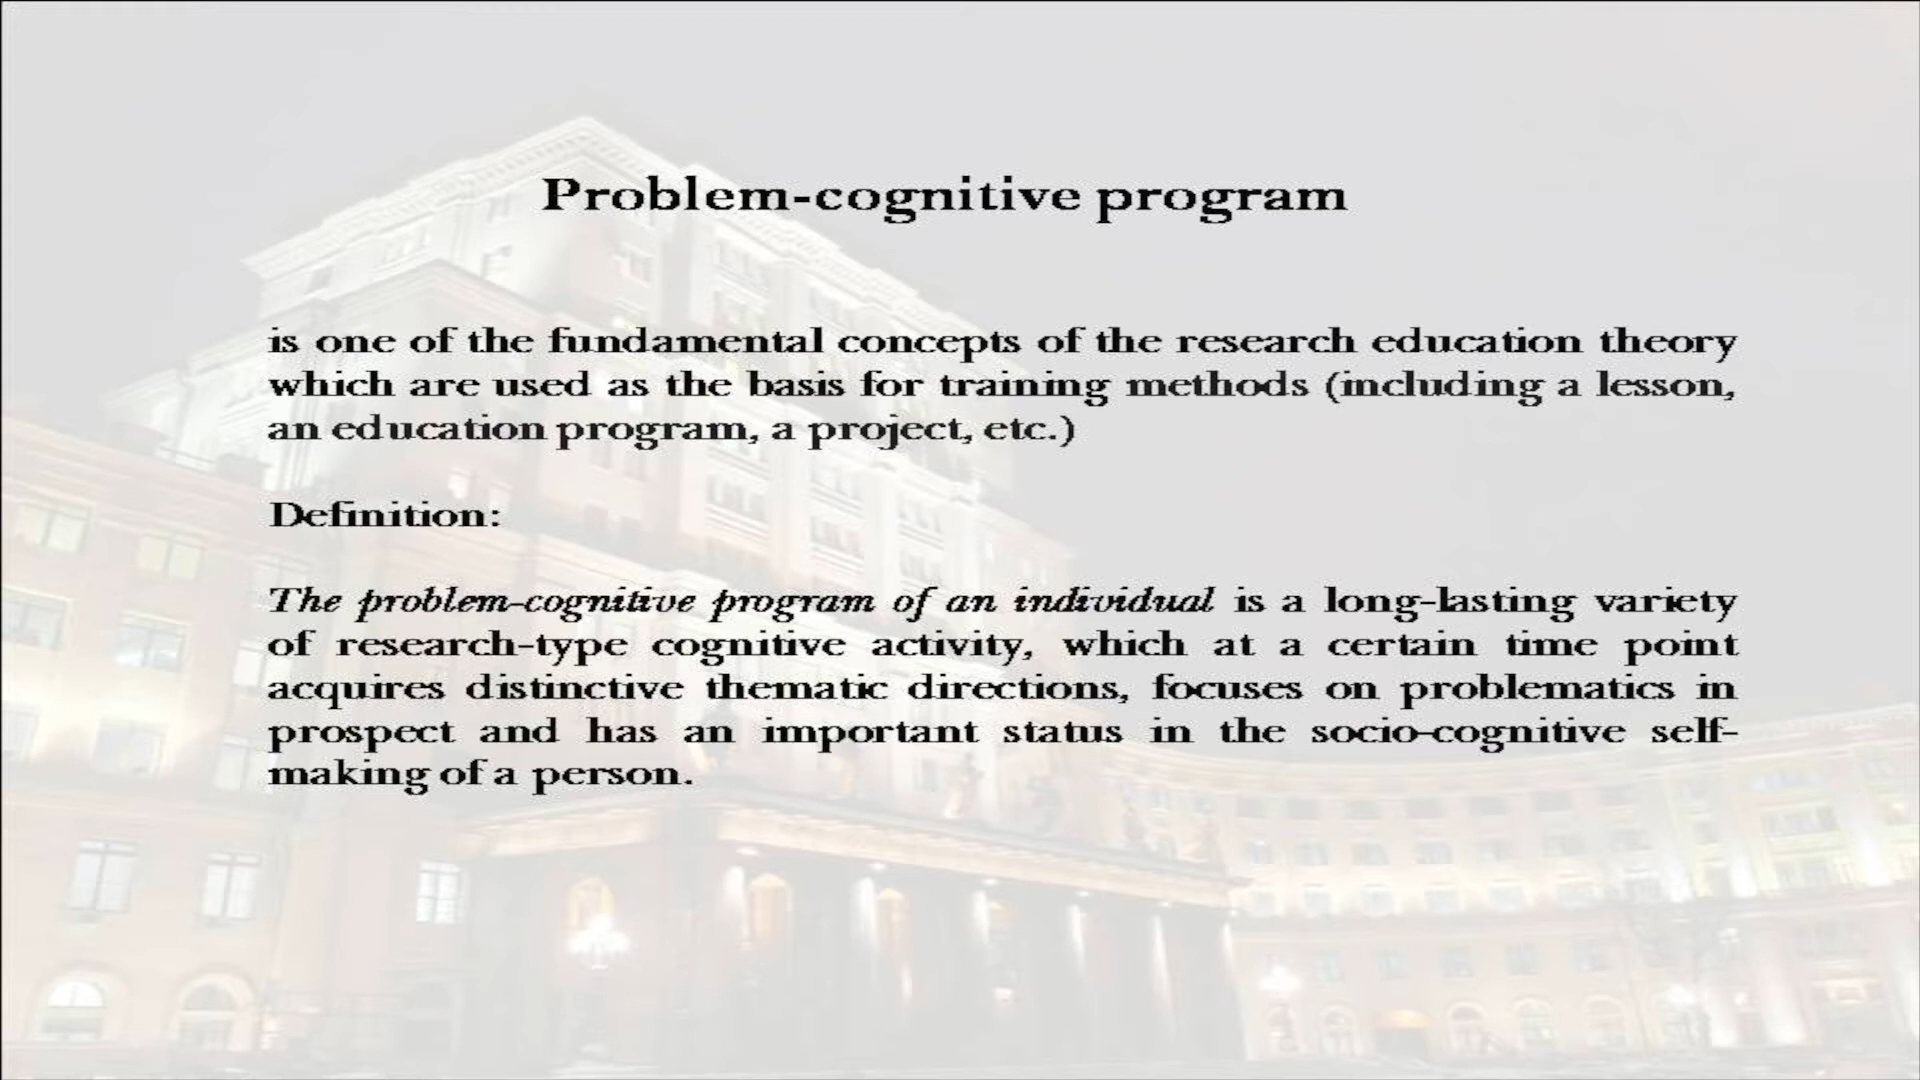 Problem-cognitive program
is one of the fundamental concepts of the research education theory
which are used as the basis for training methods (including a lesson,
an education program, a project, etc.)
Definition:
The problem-cognitive program of an individual is a long-lasting variety
of research-type cognitive activity, which at a certain time point
acquires distinctive thematic directions, focuses on problematics in
prospect and has an important status in the socio-cognitive self-
making of a person.